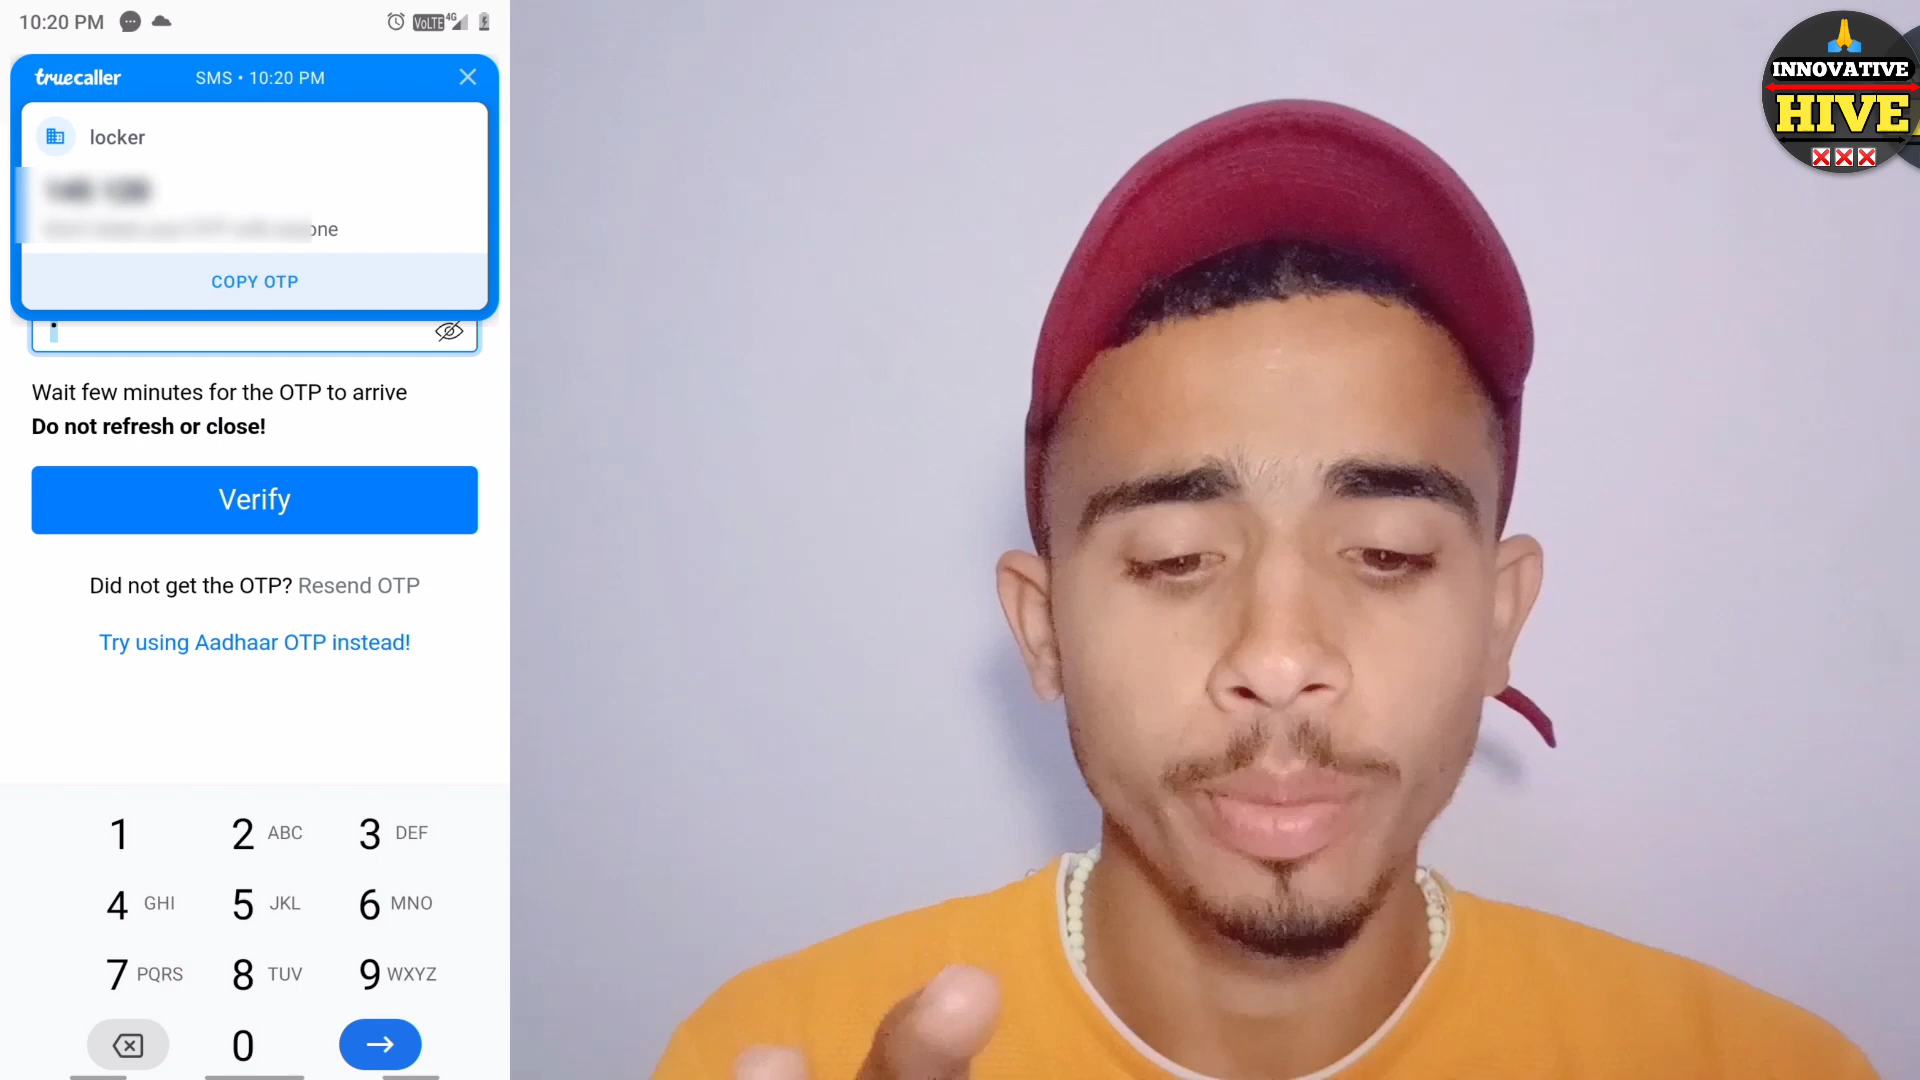 10:20 PM
VoLTE 4G
truecaller SMS • 10:20 PM
locker
one
COPY OTP
Wait few minutes for the OTP to arrive
Do not refresh or close!
Verify
Did not get the OTP? Resend OTP
Try using Aadhaar OTP instead!
1 2 ABC 3 DEF
4 GHI 5 JKL 6 MNO
7 PQRS 8 TUV 9 WXYZ
0
INNOVATIVE
HIVE